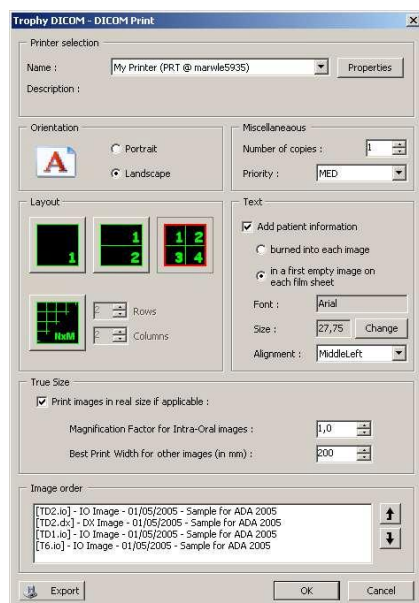 Trophy DICOM - DICOM Print
Printer selection
Name :
My Printer (PRT @ marwle5935)
Properties
Description :
Orientation
A
Portrait
Landscape
Miscellaneaous
Number of copies :
1
Priority :
MED
Layout
1
1
2
1 2
3 4
NxM
2
Rows
2
Columns
Text
Add patient information
burned into each image
in a first empty image on
each film sheet
Font :
Arial
Size :
27,75
Change
Alignment :
MiddleLeft
True Size
Print images in real size if applicable :
Magnification Factor for Intra-Oral images :
1,0
Best Print Width for other images (in mm) :
200
Image order
[TD2.io] - IO Image - 01/05/2005 - Sample for ADA 2005
[TD2.dx] - DX Image - 01/05/2005 - Sample for ADA 2005
[TD1.io] - IO Image - 01/05/2005 - Sample for ADA 2005
[T6.io] - IO Image - 01/05/2005 - Sample for ADA 2005
Export
OK
Cancel